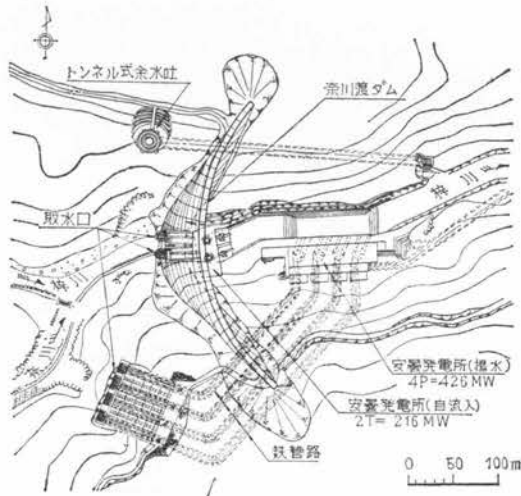 トンネル式余水吐
奈川渡ダム
梓川
取水口
梓川
安曇発電所(揚水)
4P=426 MW
安曇発電所(自流入)
2T= 216 MW
鉄管路
0 50 100m